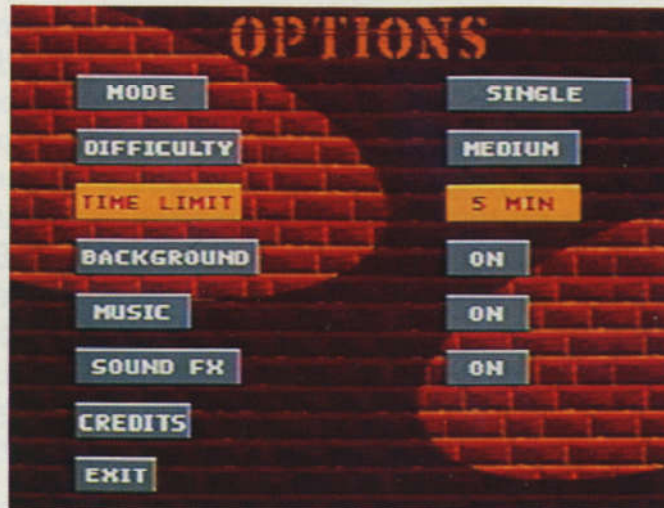 OPTIONS
MODE SINGLE
DIFFICULTY MEDIUM
TIME LIMIT 5 MIN
BACKGROUND ON
MUSIC ON
SOUND FX ON
CREDITS
EXIT